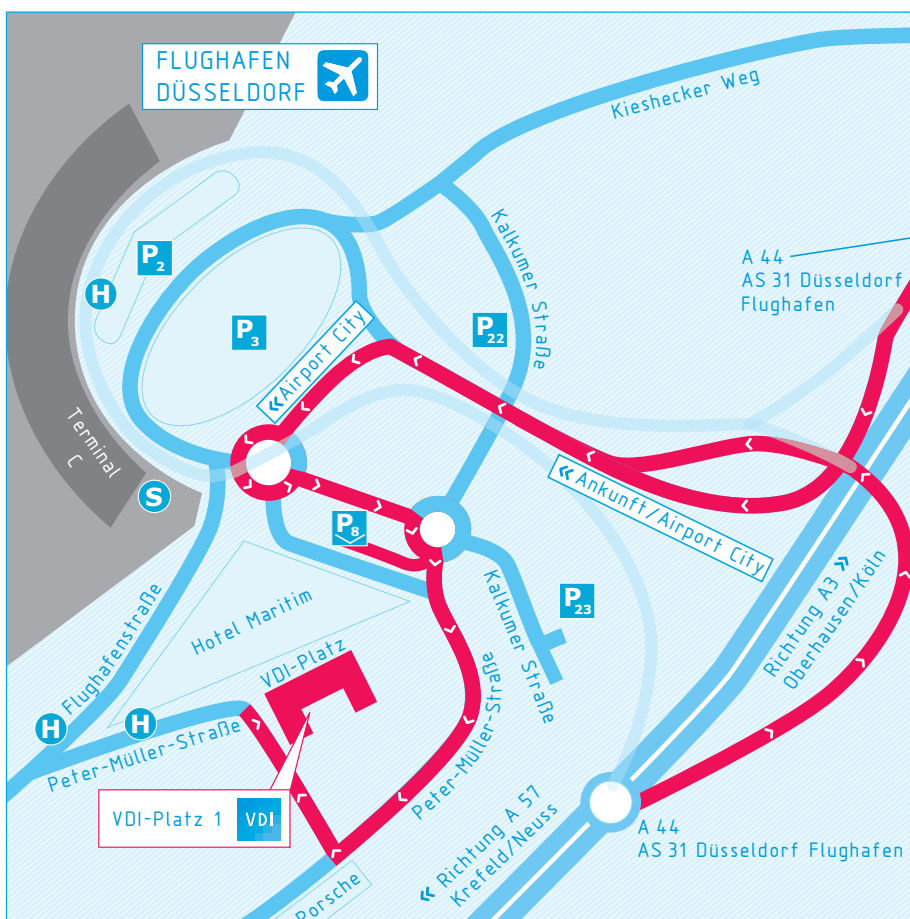 FLUGHAFEN
DÜSSELDORF
Kieshecker Weg
Kalkumer Straße
P2
H
A 44
AS 31 Düsseldorf
Flughafen
P3
P22
« Airport City
Terminal
C
S
« Ankunft/Airport City
P8
Kalkumer Straße
P23
Richtung A3 »
Oberhausen/Köln
Hotel Maritim
Flughafenstraße
VDI-Platz
H
H
Peter-Müller-Straße
Peter-Müller-Straße
VDI-Platz 1
VDI
« Richtung A 57
Krefeld/Neuss
A 44
AS 31 Düsseldorf Flughafen
Porsche